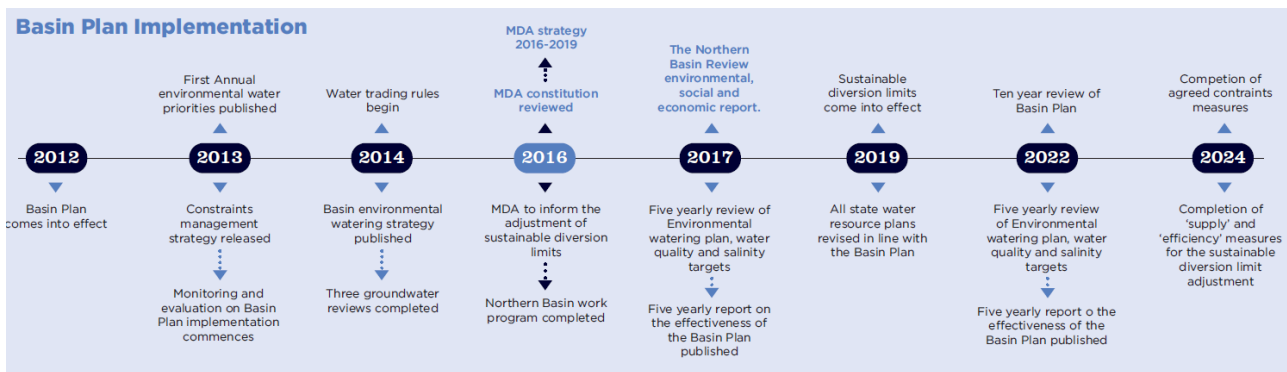 Basin Plan Implementation
2012
Basin Plan
comes into effect
First Annual
environmental water
priorities published
2013
Constraints
management
strategy released
Monitoring and
evaluation on Basin
Plan implementation
commences
Water trading rules
begin
2014
Basin environmental
watering strategy
published
Three groundwater
reviews completed
MDA strategy
2016-2019
MDA constitution
reviewed
2016
MDA to inform the
adjustment of
sustainable diversion
limits
Northern Basin work
program completed
The Northern
Basin Review
environmental,
social and
economic report.
2017
Five yearly review of
Environmental
watering plan, water
quality and salinity
targets
Five yearly report on
the effectiveness of
the Basin Plan
published
Sustainable
diversion limits
come into effect
2019
All state water
resource plans
revised in line with
the Basin Plan
Ten year review of
Basin Plan
2022
Five yearly review
of Environmental
watering plan, water
quality and salinity
targets
Five yearly report o the
effectiveness of the
Basin Plan published
Competion of
agreed contraints
measures
2024
Completion of
‘supply’ and
‘efficiency’ measures
for the sustainable
diversion limit
adjustment